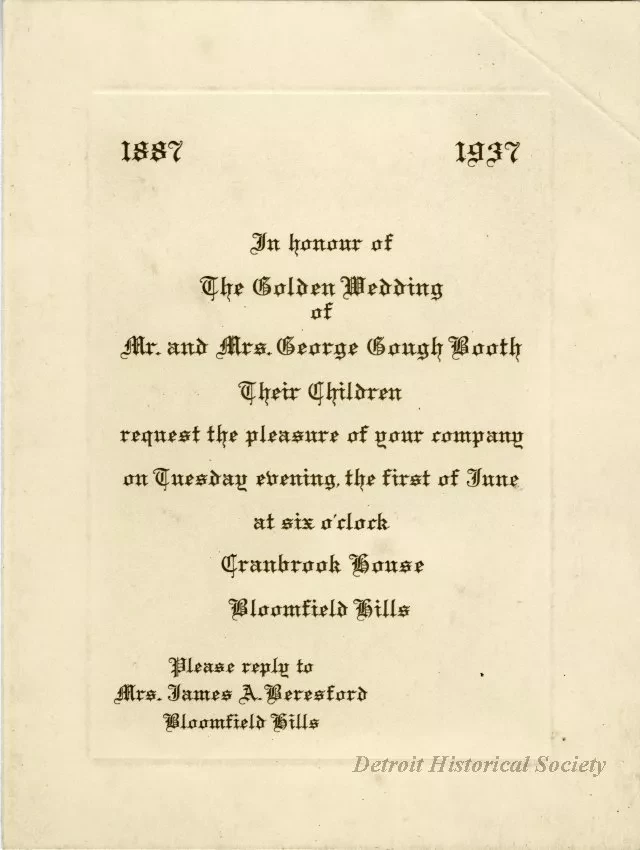 1887 1937
In honour of
The Golden Wedding
of
Mr. and Mrs. George Gough Booth
Their Children
request the pleasure of your company
on Tuesday evening, the first of June
at six o'clock
Cranbrook House
Bloomfield Hills
Please reply to
Mrs. James A. Beresford
Bloomfield Hills
Detroit Historical Society